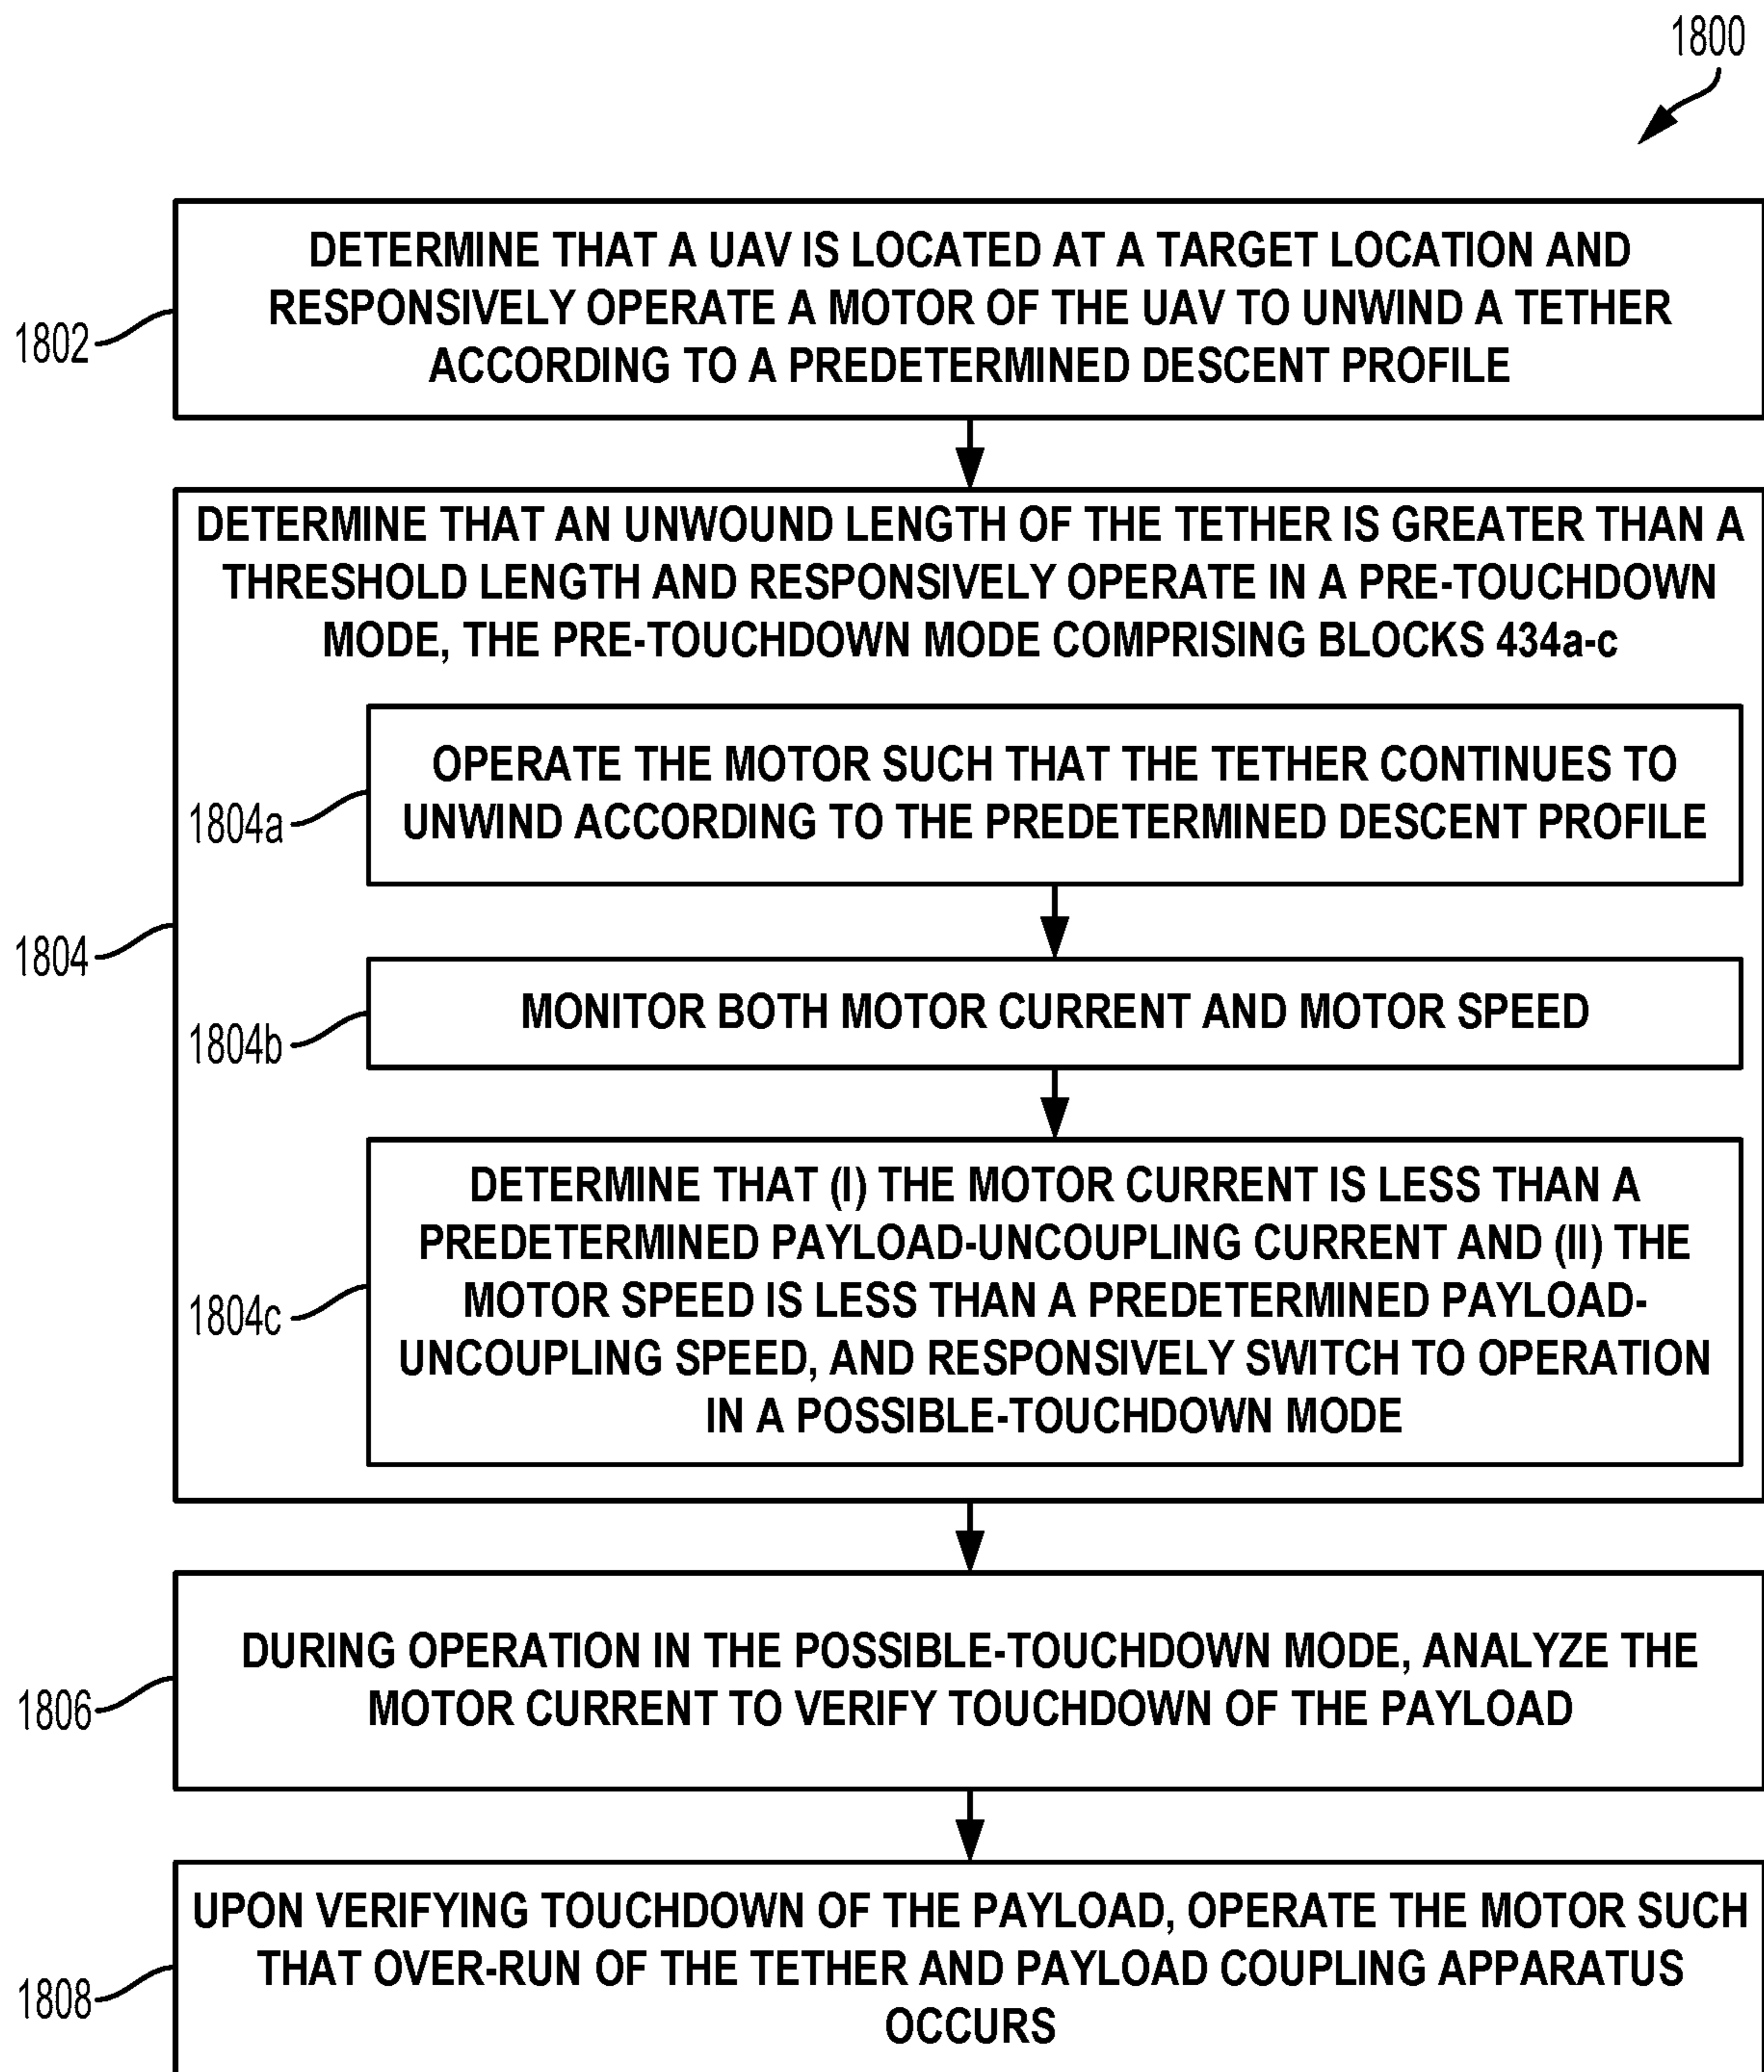 1800
1802
DETERMINE THAT A UAV IS LOCATED AT A TARGET LOCATION AND
RESPONSIVELY OPERATE A MOTOR OF THE UAV TO UNWIND A TETHER
ACCORDING TO A PREDETERMINED DESCENT PROFILE
1804
DETERMINE THAT AN UNWOUND LENGTH OF THE TETHER IS GREATER THAN A
THRESHOLD LENGTH AND RESPONSIVELY OPERATE IN A PRE-TOUCHDOWN
MODE, THE PRE-TOUCHDOWN MODE COMPRISING BLOCKS 434a-c
1804a
OPERATE THE MOTOR SUCH THAT THE TETHER CONTINUES TO
UNWIND ACCORDING TO THE PREDETERMINED DESCENT PROFILE
1804b
MONITOR BOTH MOTOR CURRENT AND MOTOR SPEED
1804c
DETERMINE THAT (I) THE MOTOR CURRENT IS LESS THAN A
PREDETERMINED PAYLOAD-UNCOUPLING CURRENT AND (II) THE
MOTOR SPEED IS LESS THAN A PREDETERMINED PAYLOAD-
UNCOUPLING SPEED, AND RESPONSIVELY SWITCH TO OPERATION
IN A POSSIBLE-TOUCHDOWN MODE
1806
DURING OPERATION IN THE POSSIBLE-TOUCHDOWN MODE, ANALYZE THE
MOTOR CURRENT TO VERIFY TOUCHDOWN OF THE PAYLOAD
1808
UPON VERIFYING TOUCHDOWN OF THE PAYLOAD, OPERATE THE MOTOR SUCH
THAT OVER-RUN OF THE TETHER AND PAYLOAD COUPLING APPARATUS
OCCURS